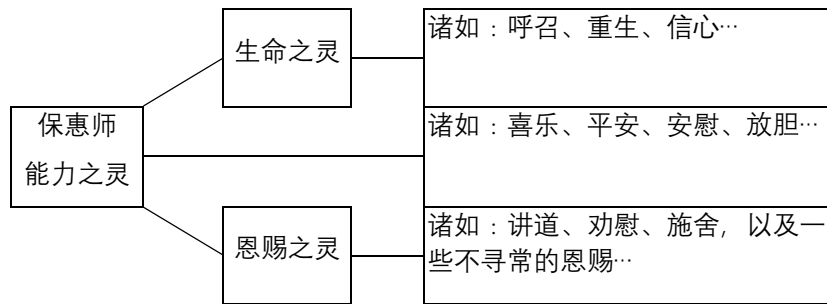 生命之灵
诸如：呼召、重生、信心…
保惠师
能力之灵
诸如：喜乐、平安、安慰、放胆…
恩赐之灵
诸如：讲道、劝慰、施舍，以及一
些不寻常的恩赐…